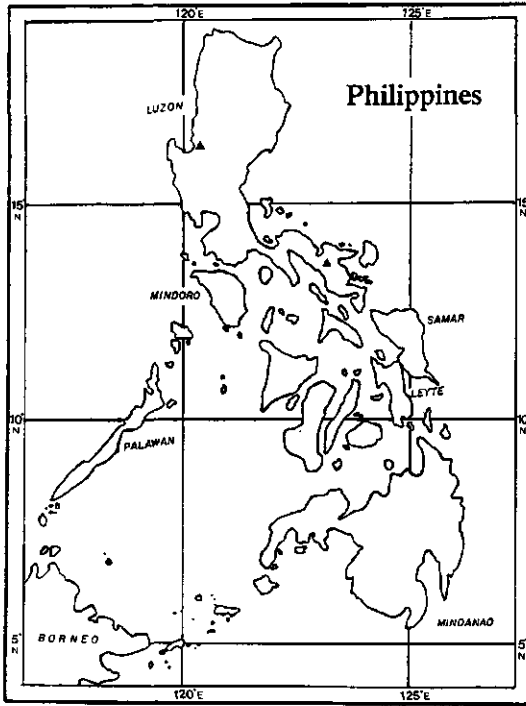 120°E
125°E
Philippines
LUZON
15°
N
15°
N
MINDORO
SAMAR
LEYTE
10°
N
10°
N
PALAWAN
BORNEO
MINDANAO
5°
N
5°
N
120°E
125°E